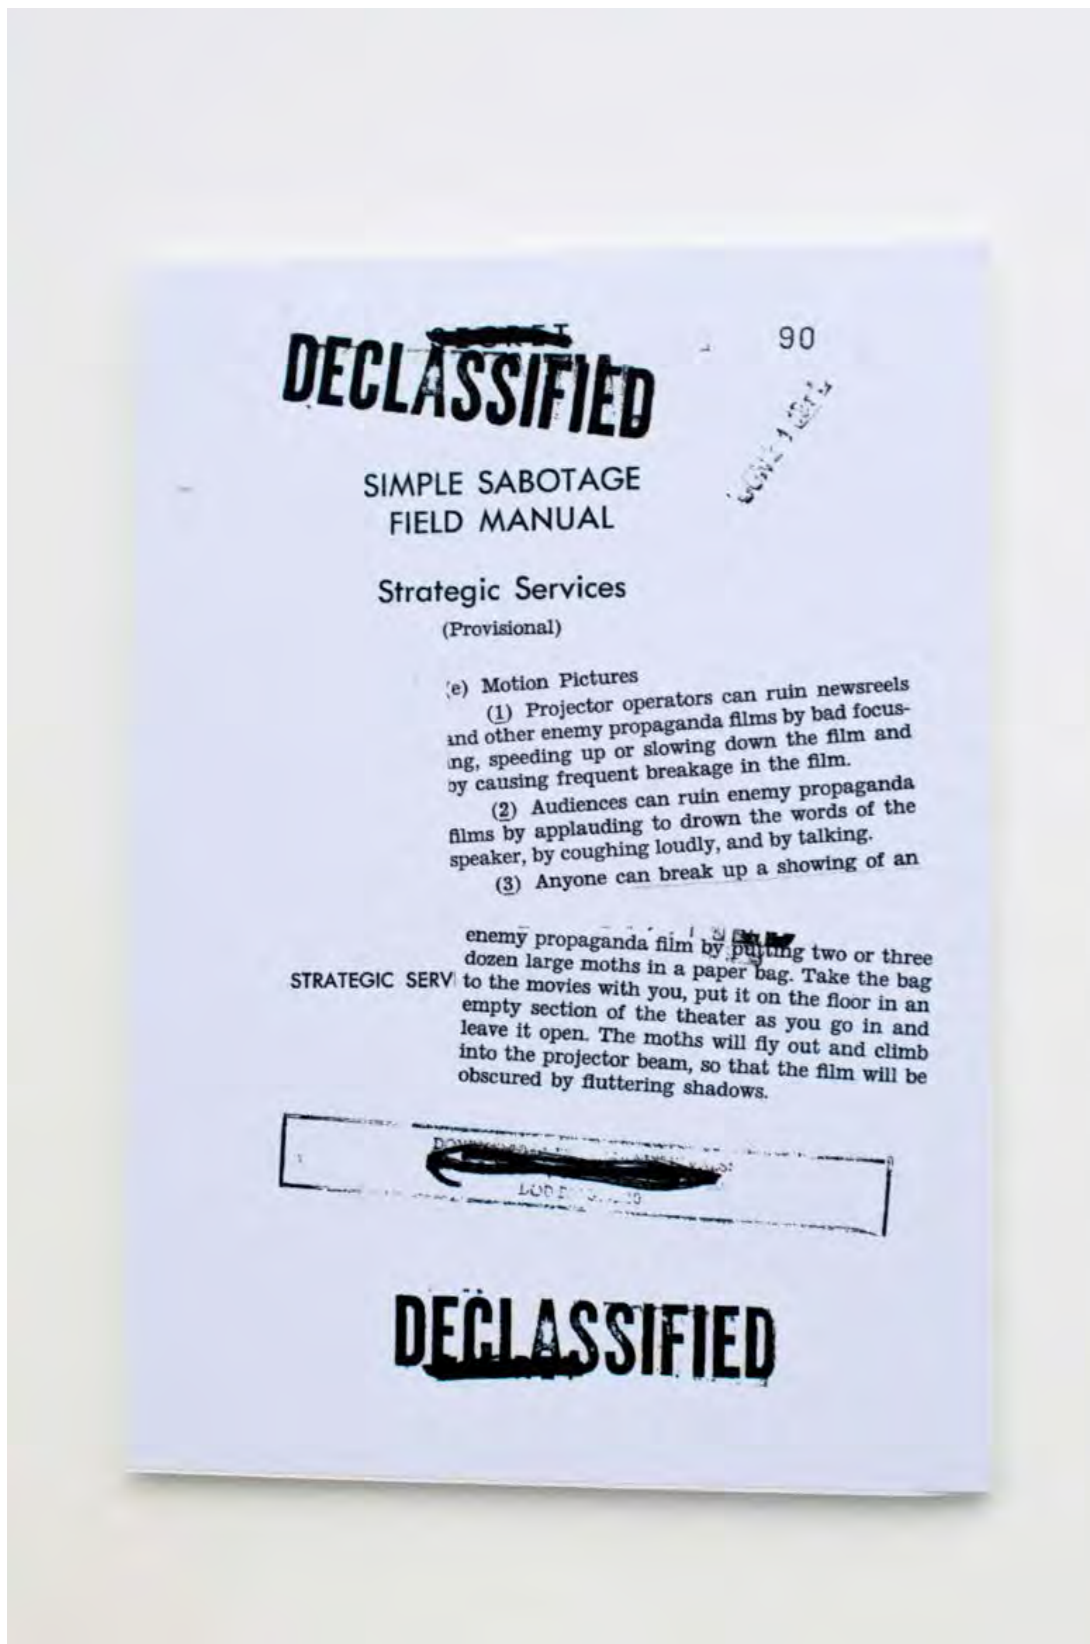 SECRET
DECLASSIFIED
90
SIMPLE SABOTAGE
FIELD MANUAL
Strategic Services
(Provisional)
(e) Motion Pictures
(1) Projector operators can ruin newsreels
and other enemy propaganda films by bad focus-
ing, speeding up or slowing down the film and
by causing frequent breakage in the film.
(2) Audiences can ruin enemy propaganda
films by applauding to drown the words of the
speaker, by coughing loudly, and by talking.
(3) Anyone can break up a showing of an
enemy propaganda film by putting two or three
dozen large moths in a paper bag. Take the bag
STRATEGIC SERV to the movies with you, put it on the floor in an
empty section of the theater as you go in and
leave it open. The moths will fly out and climb
into the projector beam, so that the film will be
obscured by fluttering shadows.
DECLASSIFIED